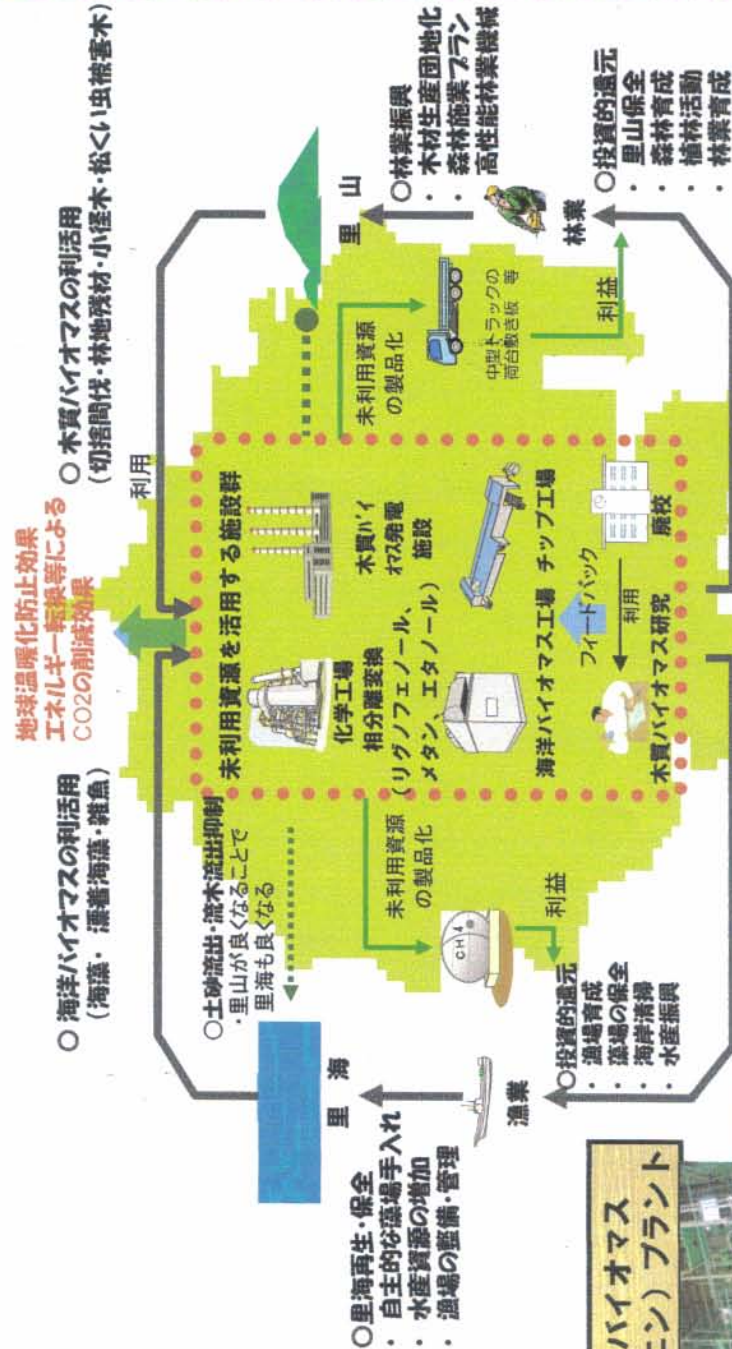 地球温暖化防止効果
エネルギー転換等による
CO2の削減効果
○ 海洋バイオマスの利活用
(海藻・漂着海藻・雑魚)
○ 木質バイオマスの利活用
(切捨間伐・林地残材・小径木・松くい虫被害木)
利用
○土砂流出・流木流出抑制
・里山が良くなることで
里海も良くなる
里海
里山
○里海再生・保全
・ 自主的な藻場手入れ
・ 水産資源の増加
・ 漁場の整備・管理
漁業
○投資的還元
・ 漁場育成
・ 藻場の保全
・ 海岸清掃
・ 水産振興
未利用資源
の製品化
CH4
利益
未利用資源を活用する施設群
化学工場
相分離変換
(リグノフェノール、
メタン、エタノール)
木質バイ
オマス発電
施設
海洋バイオマス工場
チップ工場
フィードバック
木質バイオマス研究
利用
廃校
未利用資源
の製品化
中型トラックの
荷台敷き板 等
利益
○林業振興
・ 木材生産団地化
・ 森林施業プラン
高性能林業機械
林業
○投資的還元
・ 里山保全
・ 森林育成
・ 植林活動
・ 林業育成
バイオマス
プラント